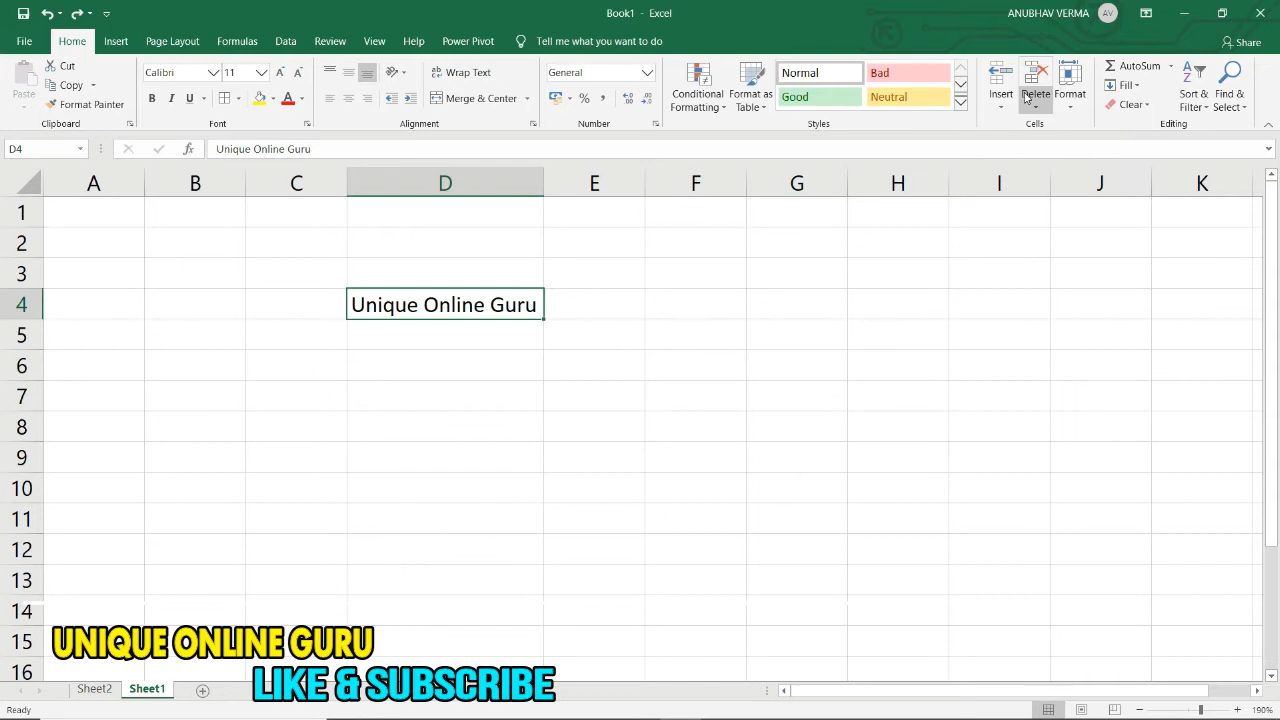 Book1 - Excel
ANUBHAV VERMA AV
File Home Insert Page Layout Formulas Data Review View Help Power Pivot Tell me what you want to do Share
Paste Cut Copy Format Painter
Calibri 11
B I U
Wrap Text
Merge & Center
General
% ,
Conditional Formatting Format as Table
Normal Bad
Good Neutral
Insert Delete Format
AutoSum
Fill
Clear
Sort & Filter Find & Select
Clipboard Font Alignment Number Styles Cells Editing
D4 fx Unique Online Guru
A B C D E F G H I J K
1
2
3
4 Unique Online Guru
5
6
7
8
9
10
11
12
13
14
15
16
UNIQUE ONLINE GURU
LIKE & SUBSCRIBE
Sheet2 Sheet1
Ready 190%